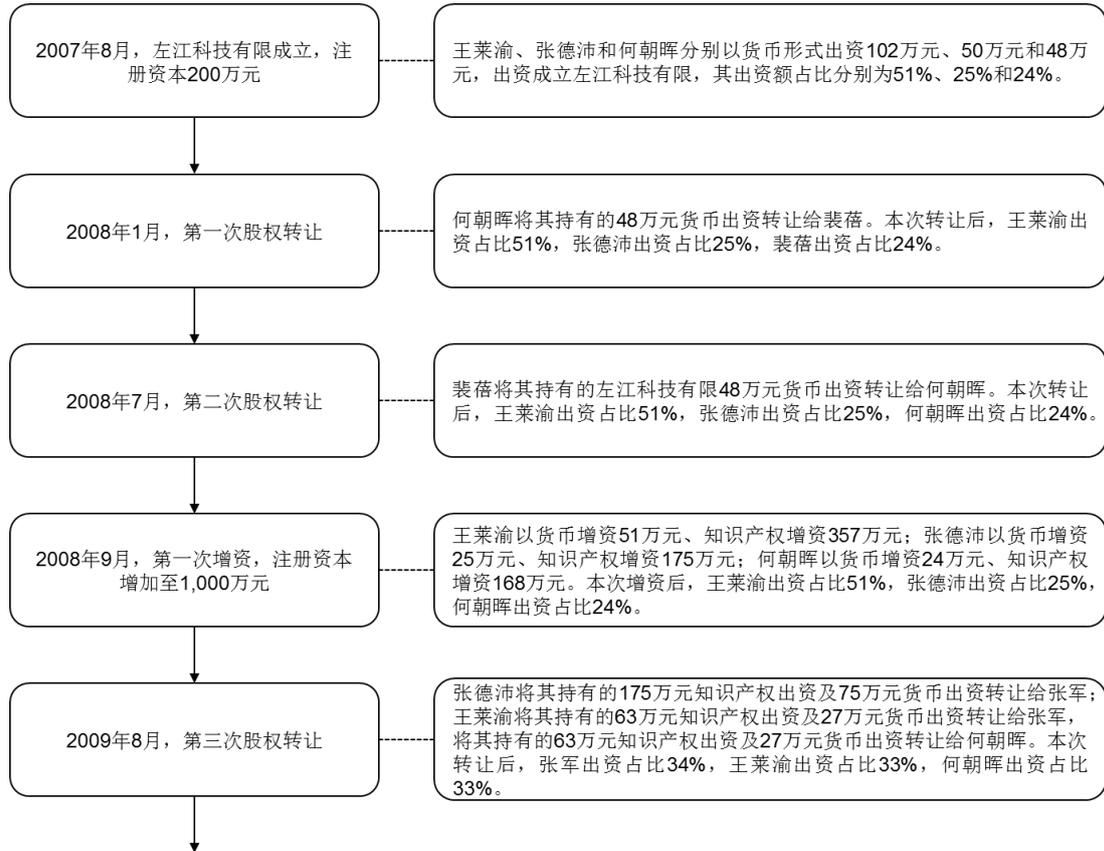 2007年8月，左江科技有限成立，注
册资本200万元
王莱渝、张德沛和何朝晖分别以货币形式出资102万元、50万元和48万
元，出资成立左江科技有限，其出资额占比分别为51%、25%和24%。
2008年1月，第一次股权转让
何朝晖将其持有的48万元货币出资转让给裴蓓。本次转让后，王莱渝出
资占比51%，张德沛出资占比25%，裴蓓出资占比24%。
2008年7月，第二次股权转让
裴蓓将其持有的左江科技有限48万元货币出资转让给何朝晖。本次转让
后，王莱渝出资占比51%，张德沛出资占比25%，何朝晖出资占比24%。
2008年9月，第一次增资，注册资本
增加至1,000万元
王莱渝以货币增资51万元、知识产权增资357万元；张德沛以货币增资
25万元、知识产权增资175万元；何朝晖以货币增资24万元、知识产权
增资168万元。本次增资后，王莱渝出资占比51%，张德沛出资占比25%，
何朝晖出资占比24%。
2009年8月，第三次股权转让
张德沛将其持有的175万元知识产权出资及75万元货币出资转让给张军；
王莱渝将其持有的63万元知识产权出资及27万元货币出资转让给张军，
将其持有的63万元知识产权出资及27万元货币出资转让给何朝晖。本次
转让后，张军出资占比34%，王莱渝出资占比33%，何朝晖出资占比
33%。